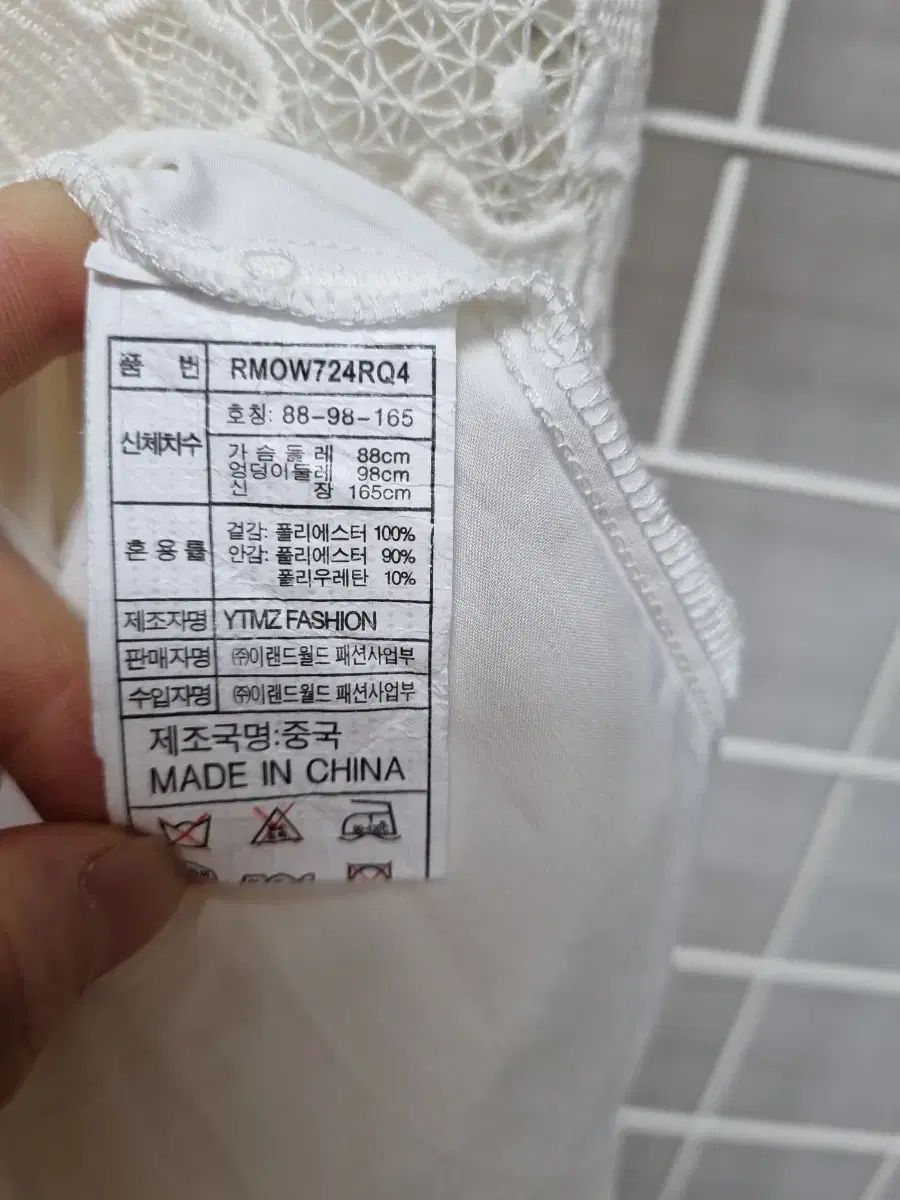 품 번 RMOW724RQ4
신체치수 호칭: 88-98-165
가 슴 둘 레 88cm
엉덩이둘레 98cm
신 장 165cm
혼 용 률 겉감: 폴리에스터 100%
안감: 폴리에스터 90%
폴리우레탄 10%
제조자명 YTMZ FASHION
판매자명 ㈜이랜드월드 패션사업부
수입자명 ㈜이랜드월드 패션사업부
제조국명:중국
MADE IN CHINA